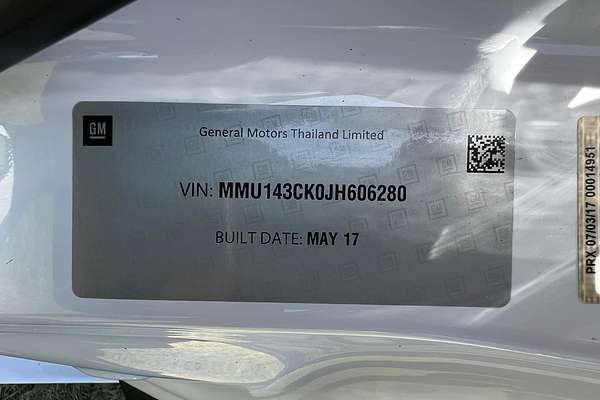 GM
General Motors Thailand Limited
VIN: MMU143CK0JH606280
BUILT DATE: MAY 17
PRX 07/03/17 00014951